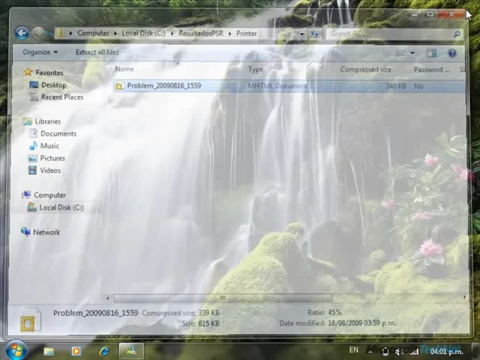 Computer Local Disk (C:) ResultadosPSR Printer
Organize Extract all files
Favorites
Desktop
Recent Places
Libraries
Documents
Music
Pictures
Videos
Computer
Local Disk (C:)
Network
Name Type Compressed size Password ...
Problem_20090816_1559 MHTML Document 340 KB No
Problem_20090816_1559 Compressed size: 339 KB Ratio: 45%
Size: 615 KB Date modified: 16/08/2009 03:59 p.m.
EN 04:01 p.m.